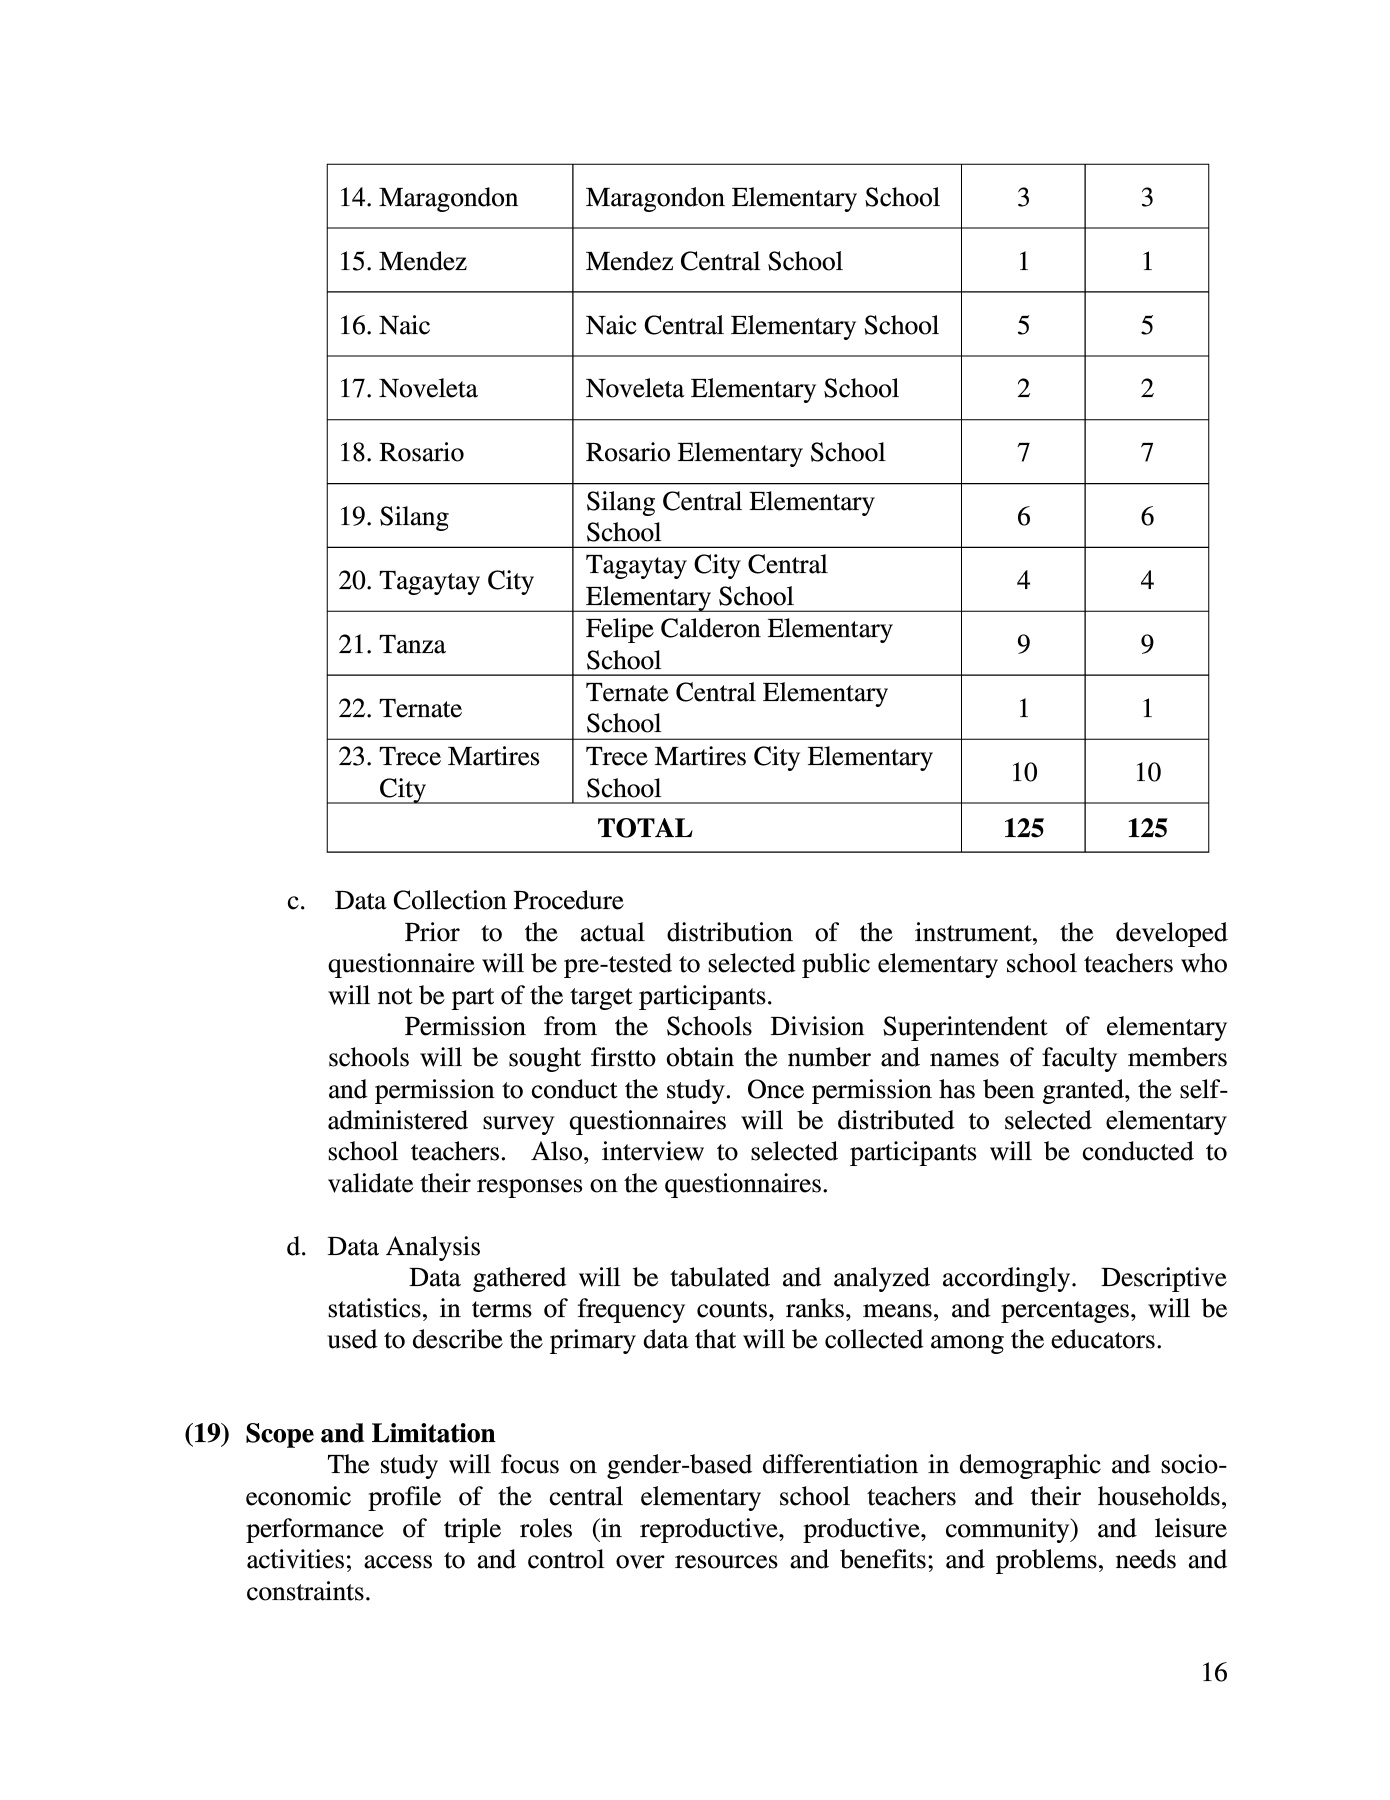 14. Maragondon Maragondon Elementary School 3 3
15. Mendez Mendez Central School 1 1
16. Naic Naic Central Elementary School 5 5
17. Noveleta Noveleta Elementary School 2 2
18. Rosario Rosario Elementary School 7 7
19. Silang Silang Central Elementary School 6 6
20. Tagaytay City Tagaytay City Central Elementary School 4 4
21. Tanza Felipe Calderon Elementary School 9 9
22. Ternate Ternate Central Elementary School 1 1
23. Trece Martires City Trece Martires City Elementary School 10 10
TOTAL 125 125
c. Data Collection Procedure
Prior to the actual distribution of the instrument, the developed
questionnaire will be pre-tested to selected public elementary school teachers who
will not be part of the target participants.
Permission from the Schools Division Superintendent of elementary
schools will be sought firstto obtain the number and names of faculty members
and permission to conduct the study. Once permission has been granted, the self-
administered survey questionnaires will be distributed to selected elementary
school teachers. Also, interview to selected participants will be conducted to
validate their responses on the questionnaires.
d. Data Analysis
Data gathered will be tabulated and analyzed accordingly. Descriptive
statistics, in terms of frequency counts, ranks, means, and percentages, will be
used to describe the primary data that will be collected among the educators.
(19) Scope and Limitation
The study will focus on gender-based differentiation in demographic and socio-
economic profile of the central elementary school teachers and their households,
performance of triple roles (in reproductive, productive, community) and leisure
activities; access to and control over resources and benefits; and problems, needs and
constraints.
16